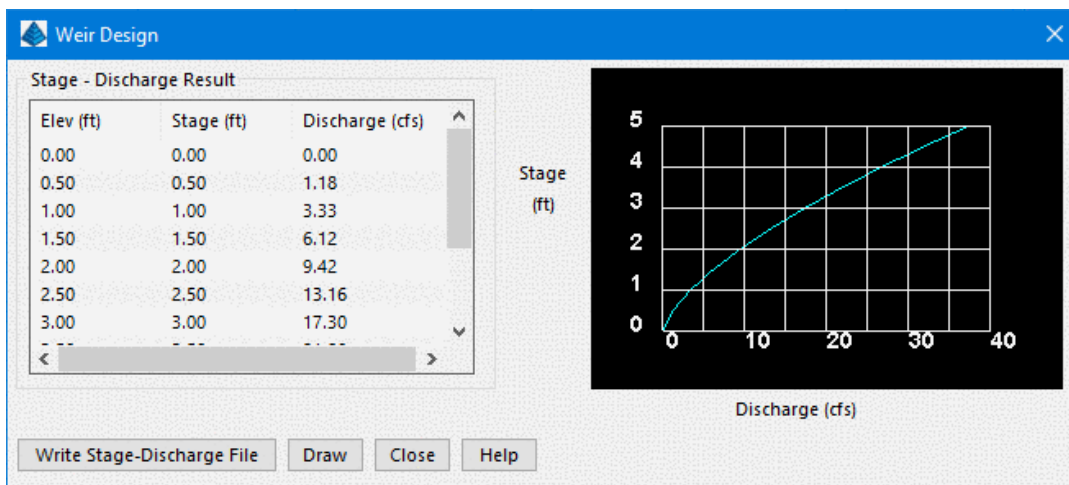 Weir Design
Stage - Discharge Result
Elev (ft) Stage (ft) Discharge (cfs)
0.00 0.00 0.00
0.50 0.50 1.18
1.00 1.00 3.33
1.50 1.50 6.12
2.00 2.00 9.42
2.50 2.50 13.16
3.00 3.00 17.30
Stage
(ft)
5
4
3
2
1
0
0 10 20 30 40
Discharge (cfs)
Write Stage-Discharge File Draw Close Help